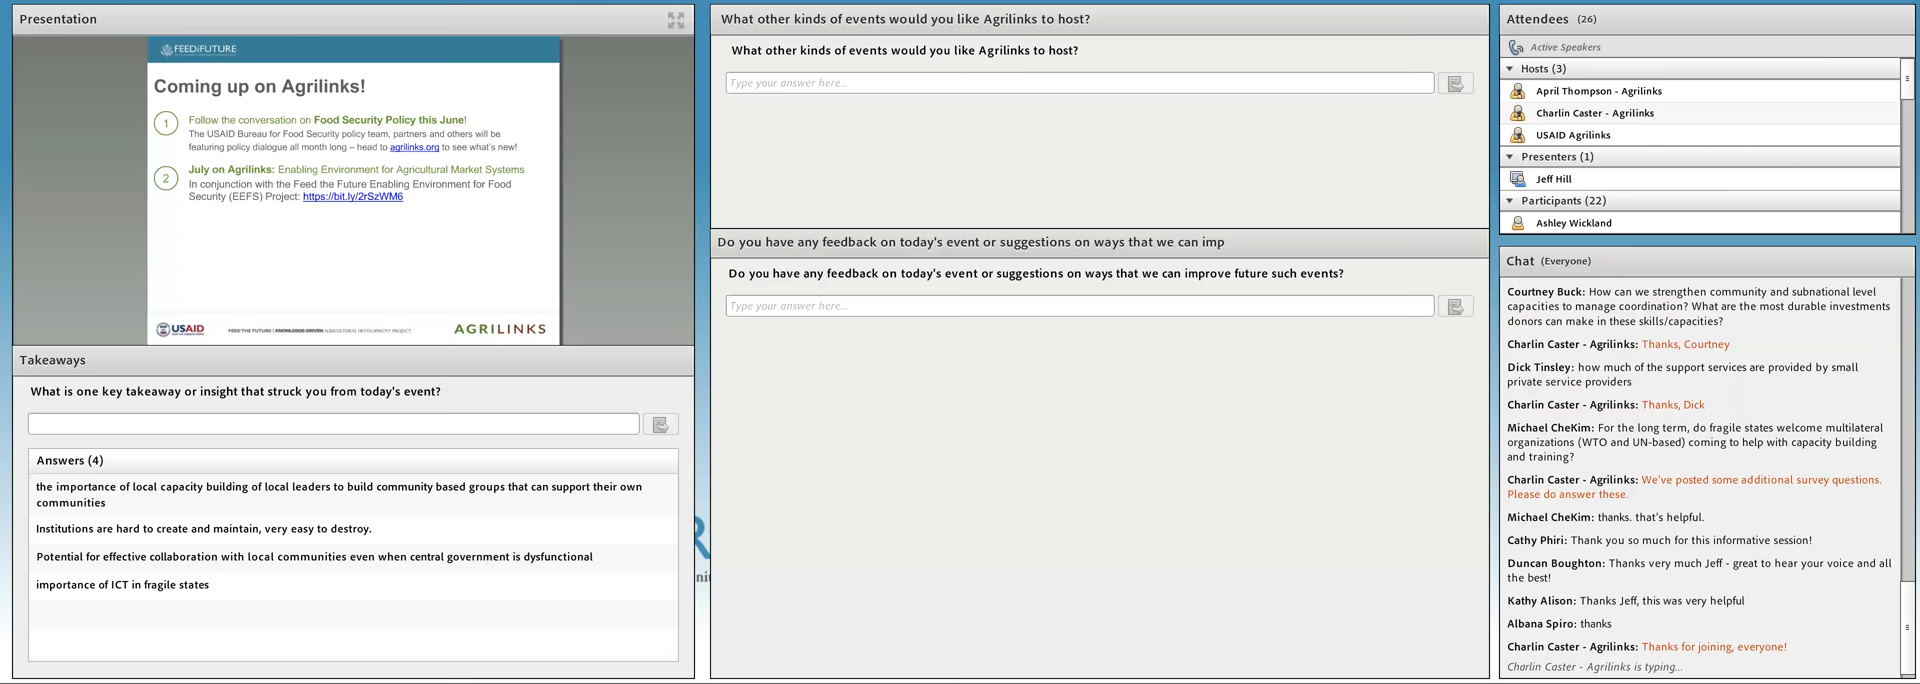 Presentation
FEED FUTURE
Coming up on Agrilinks!
1
Follow the conversation on Food Security Policy this June!
The USAID Bureau for Food Security policy team, partners and others will be
featuring policy dialogue all month long – head to agrilinks.org to see what's new!
2
July on Agrilinks: Enabling Environment for Agricultural Market Systems
In conjunction with the Feed the Future Enabling Environment for Food
Security (EEFS) Project: https://bit.ly/2rSzWM6
USAID
FEED THE FUTURE | KNOWLEDGE-DRIVEN AGRICULTURAL DEVELOPMENT PROJECT
AGRILINKS
Takeaways
What is one key takeaway or insight that struck you from today's event?
Answers (4)
the importance of local capacity building of local leaders to build community based groups that can support their own
communities
Institutions are hard to create and maintain, very easy to destroy.
Potential for effective collaboration with local communities even when central government is dysfunctional
importance of ICT in fragile states
What other kinds of events would you like Agrilinks to host?
What other kinds of events would you like Agrilinks to host?
Type your answer here...
Do you have any feedback on today's event or suggestions on ways that we can imp
Do you have any feedback on today's event or suggestions on ways that we can improve future such events?
Type your answer here...
Attendees (26)
Active Speakers
Hosts (3)
April Thompson - Agrilinks
Charlin Caster - Agrilinks
USAID Agrilinks
Presenters (1)
Jeff Hill
Participants (22)
Ashley Wickland
Chat (Everyone)
Courtney Buck: How can we strengthen community and subnational level
capacities to manage coordination? What are the most durable investments
donors can make in these skills/capacities?
Charlin Caster - Agrilinks: Thanks, Courtney
Dick Tinsley: how much of the support services are provided by small
private service providers
Charlin Caster - Agrilinks: Thanks, Dick
Michael CheKim: For the long term, do fragile states welcome multilateral
organizations (WTO and UN-based) coming to help with capacity building
and training?
Charlin Caster - Agrilinks: We've posted some additional survey questions.
Please do answer these.
Michael CheKim: thanks. that's helpful.
Cathy Phiri: Thank you so much for this informative session!
Duncan Boughton: Thanks very much Jeff - great to hear your voice and all
the best!
Kathy Alison: Thanks Jeff, this was very helpful
Albana Spiro: thanks
Charlin Caster - Agrilinks: Thanks for joining, everyone!
Charlin Caster - Agrilinks is typing...